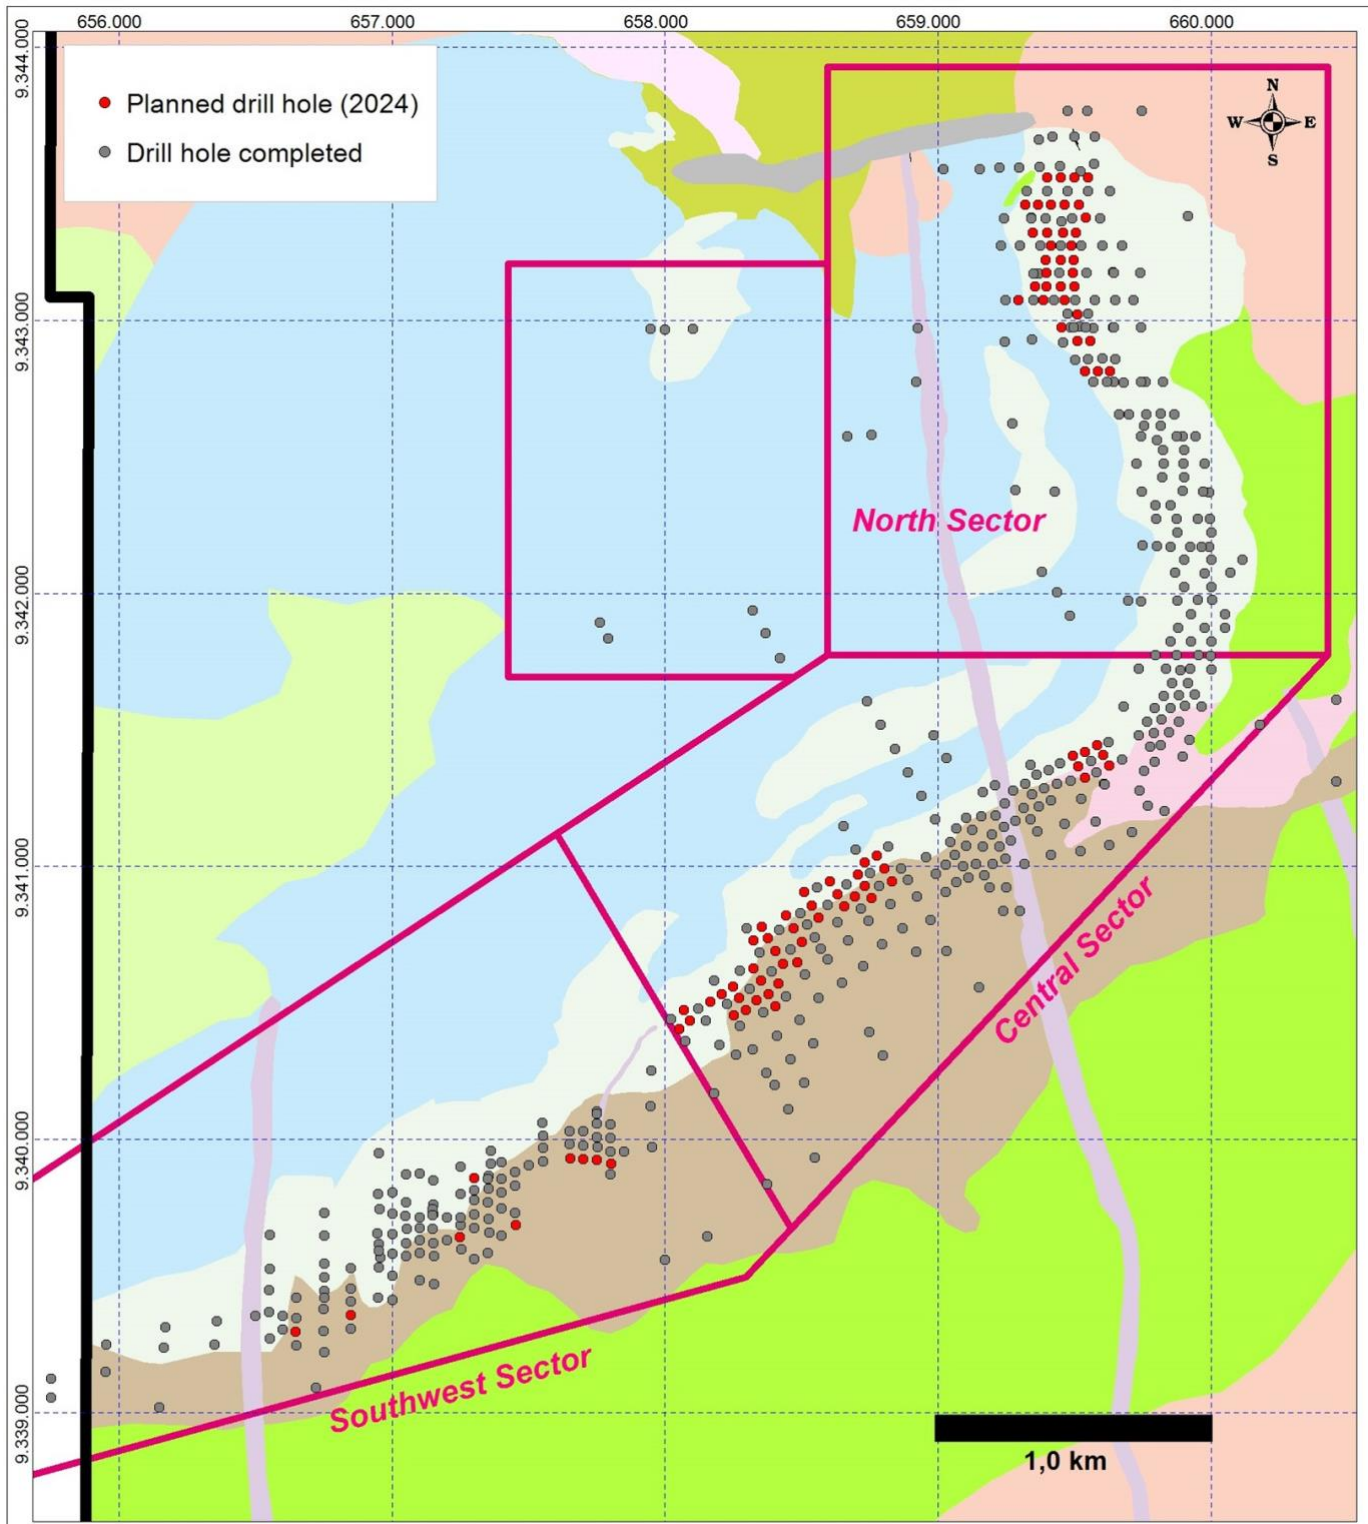 656.000 657.000 658.000 659.000 660.000
9.344.000
Planned drill hole (2024)
Drill hole completed
N
W E
S
9.343.000
North Sector
9.342.000
9.341.000
Central Sector
9.340.000
Southwest Sector
9.339.000
1,0 km